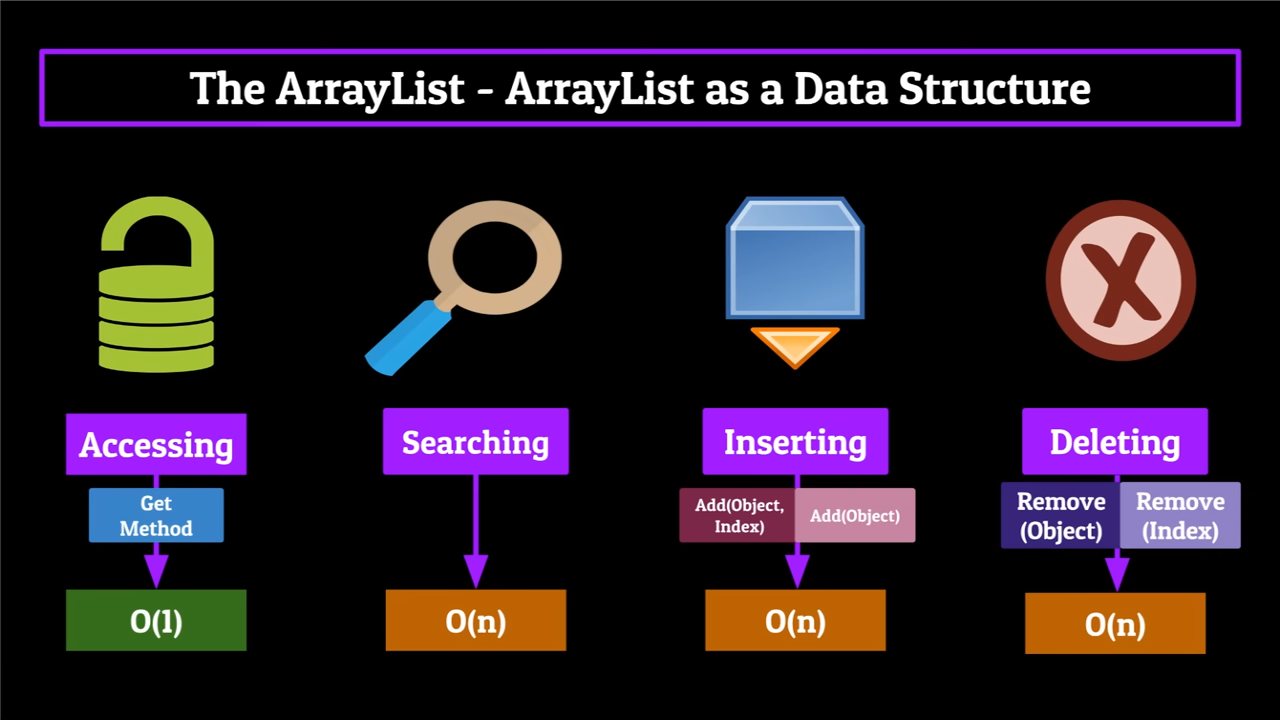 The ArrayList - ArrayList as a Data Structure
Accessing
Searching
Inserting
Deleting
Get
Method
Add(Object,
Index)
Add(Object)
Remove
(Object)
Remove
(Index)
O(1)
O(n)
O(n)
O(n)